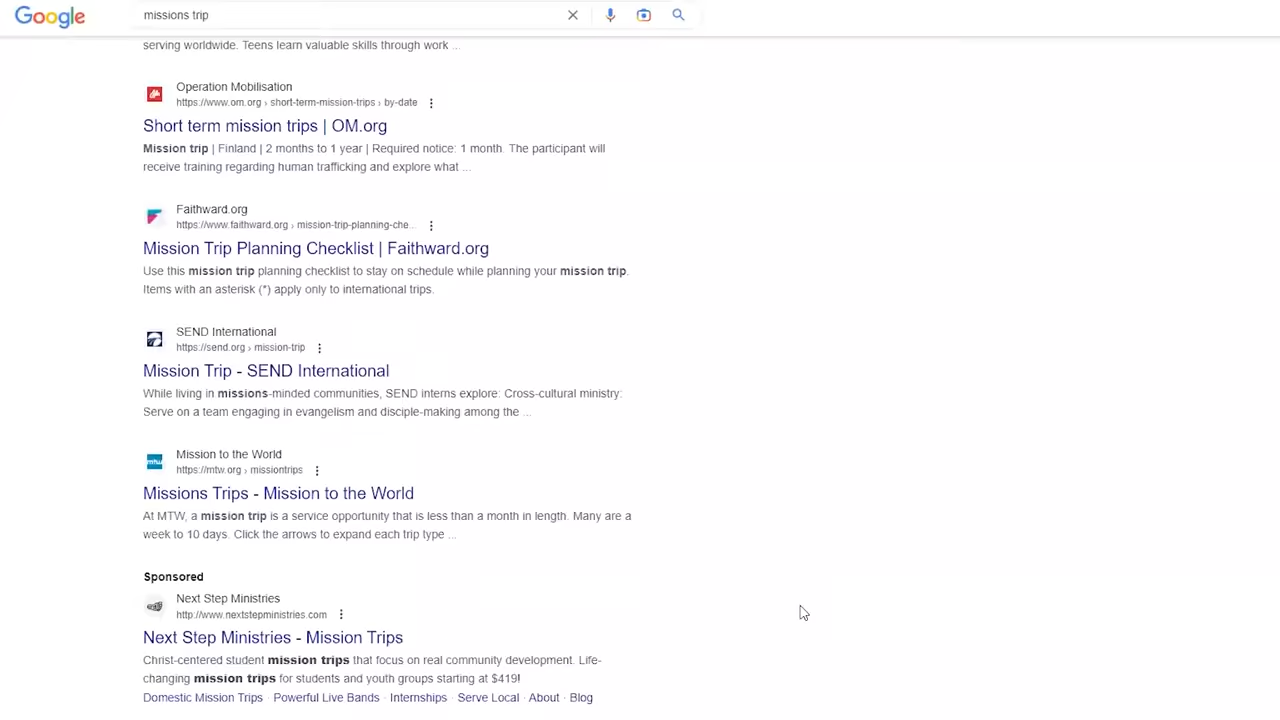 Google
missions trip
serving worldwide. Teens learn valuable skills through work ...
Operation Mobilisation
https://www.om.org › short-term-mission-trips › by-date
Short term mission trips | OM.org
Mission trip | Finland | 2 months to 1 year | Required notice: 1 month. The participant will
receive training regarding human trafficking and explore what ...
Faithward.org
https://www.faithward.org › mission-trip-planning-che...
Mission Trip Planning Checklist | Faithward.org
Use this mission trip planning checklist to stay on schedule while planning your mission trip.
Items with an asterisk (*) apply only to international trips.
SEND International
https://send.org › mission-trip
Mission Trip - SEND International
While living in missions-minded communities, SEND interns explore: Cross-cultural ministry:
Serve on a team engaging in evangelism and disciple-making among the ...
Mission to the World
mtw
https://mtw.org › missiontrips
Missions Trips - Mission to the World
At MTW, a mission trip is a service opportunity that is less than a month in length. Many are a
week to 10 days. Click the arrows to expand each trip type ...
Sponsored
Next Step Ministries
http://www.nextstepministries.com
Next Step Ministries - Mission Trips
Christ-centered student mission trips that focus on real community development. Life-
changing mission trips for students and youth groups starting at $419!
Domestic Mission Trips · Powerful Live Bands · Internships · Serve Local · About · Blog